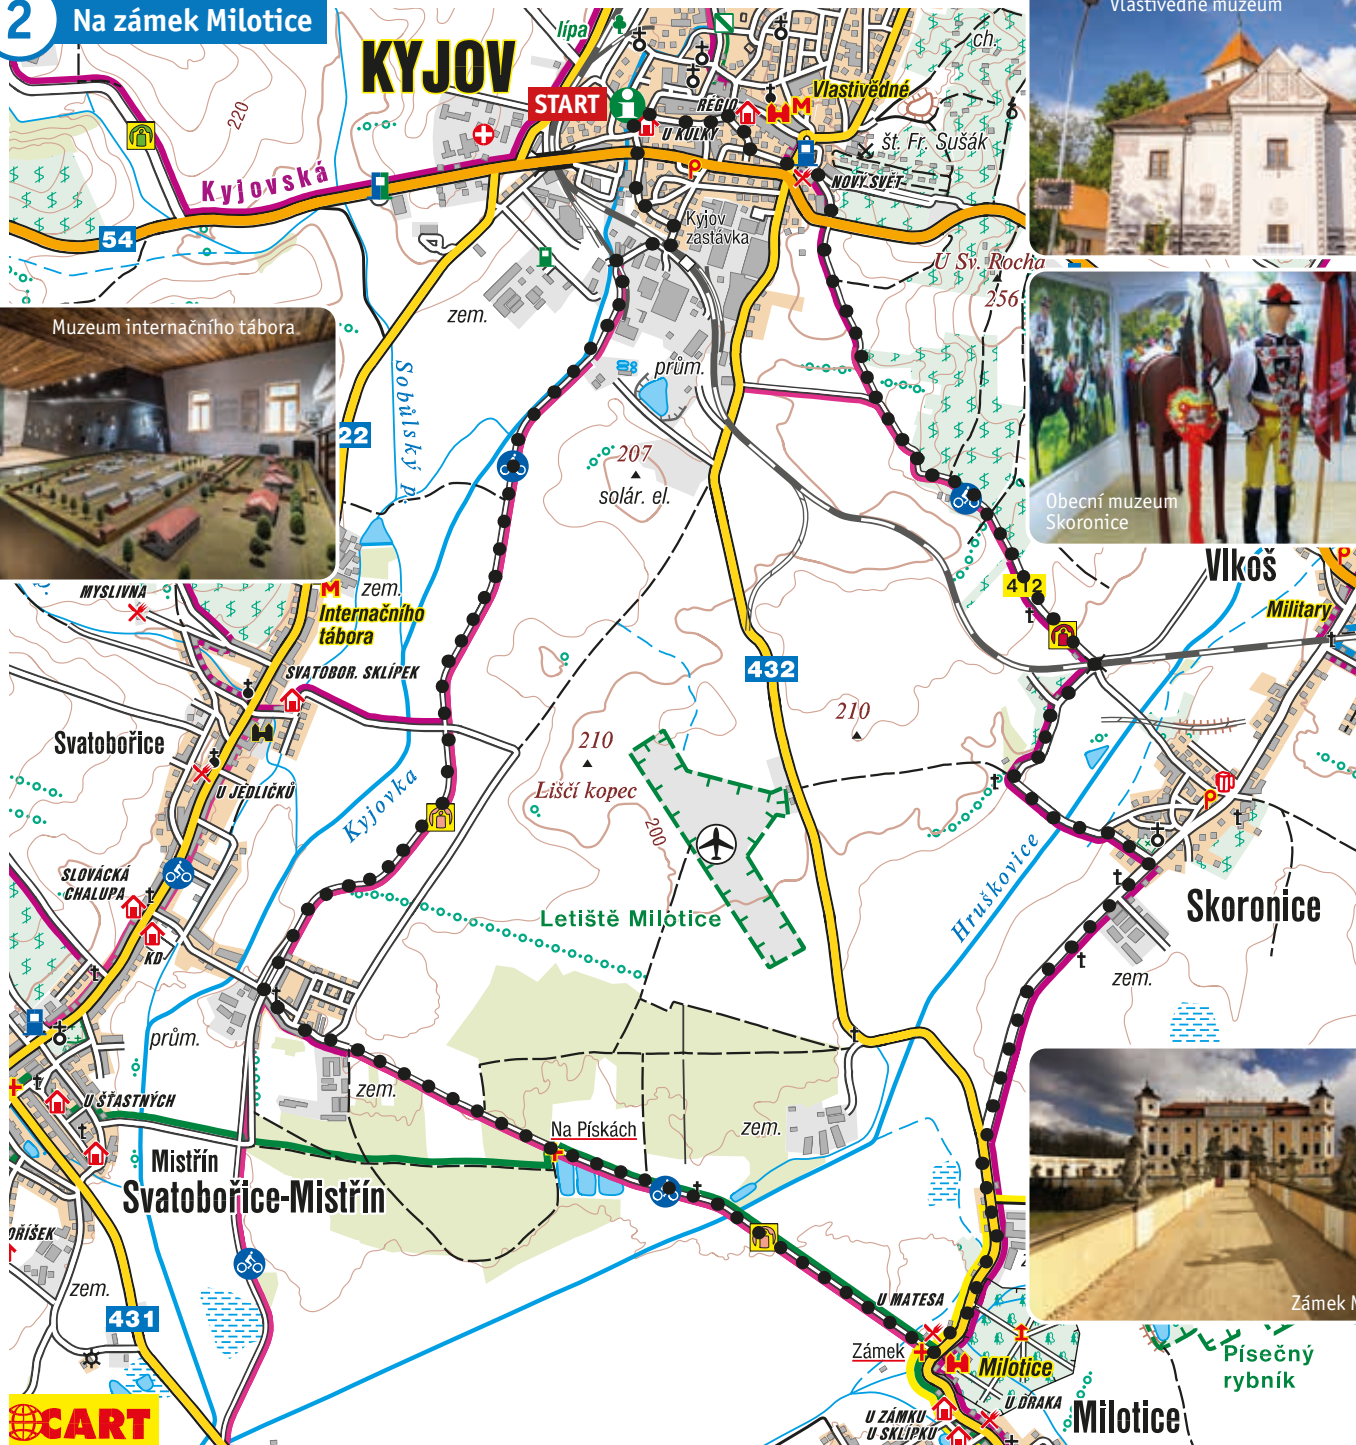 2
Na zámek Milotice
Vlastivědné muzeum
KYJOV
START
lípa
ch.
RÉGIO
Vlastivědné
M
U KULKY
št. Fr. Sušák
220
Kyjovská
P
NOVÝ SVĚT
54
Kyjov
zastávka
U Sv. Rocha
256
zem.
Muzeum internačního tábora
Sobůlský p.
prům.
22
207
solár. el.
Obecní muzeum
Skoronice
Vlkoš
412
MYSLIVNA
M
zem.
Internačního
tábora
Military
SVATOBOR. SKLÍPEK
432
210
Svatobořice
210
Liščí kopec
U JEDLIČKŮ
Kyjovka
200
P
Hruškovice
SLOVÁCKÁ
CHALUPA
Letiště Milotice
Skoronice
KD
zem.
prům.
zem.
U ŠŤASTNÝCH
Na Pískách
zem.
Mistřín
Svatobořice-Mistřín
OŘÍŠEK
zem.
431
U MATESA
Zámek M
Zámek
Milotice
Písečný
rybník
U DRAKA
U ZÁMKU
U SKLÍPKU
Milotice
CART